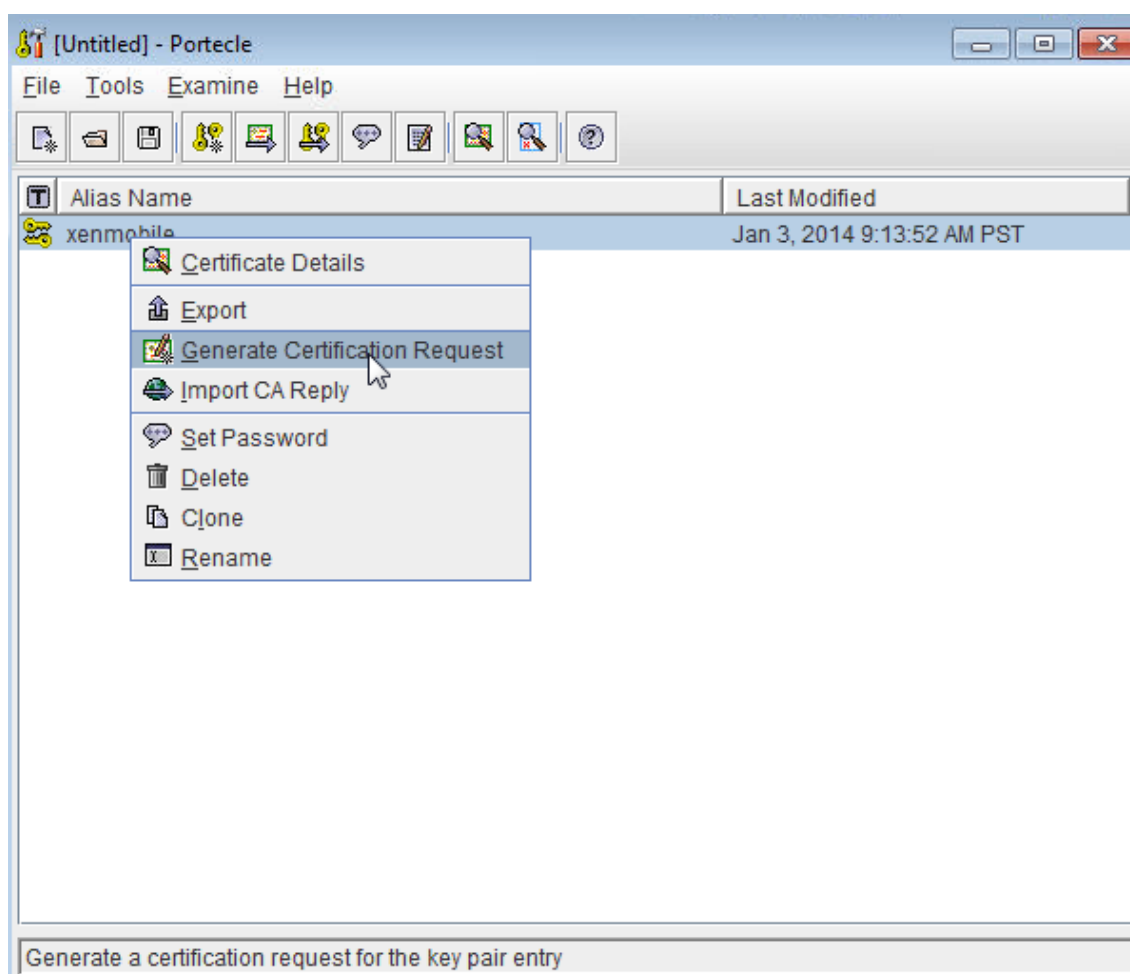 [Untitled] - Portecle
File Tools Examine Help
T Alias Name Last Modified
xenmobile Jan 3, 2014 9:13:52 AM PST
Certificate Details
Export
Generate Certification Request
Import CA Reply
Set Password
Delete
Clone
Rename
Generate a certification request for the key pair entry